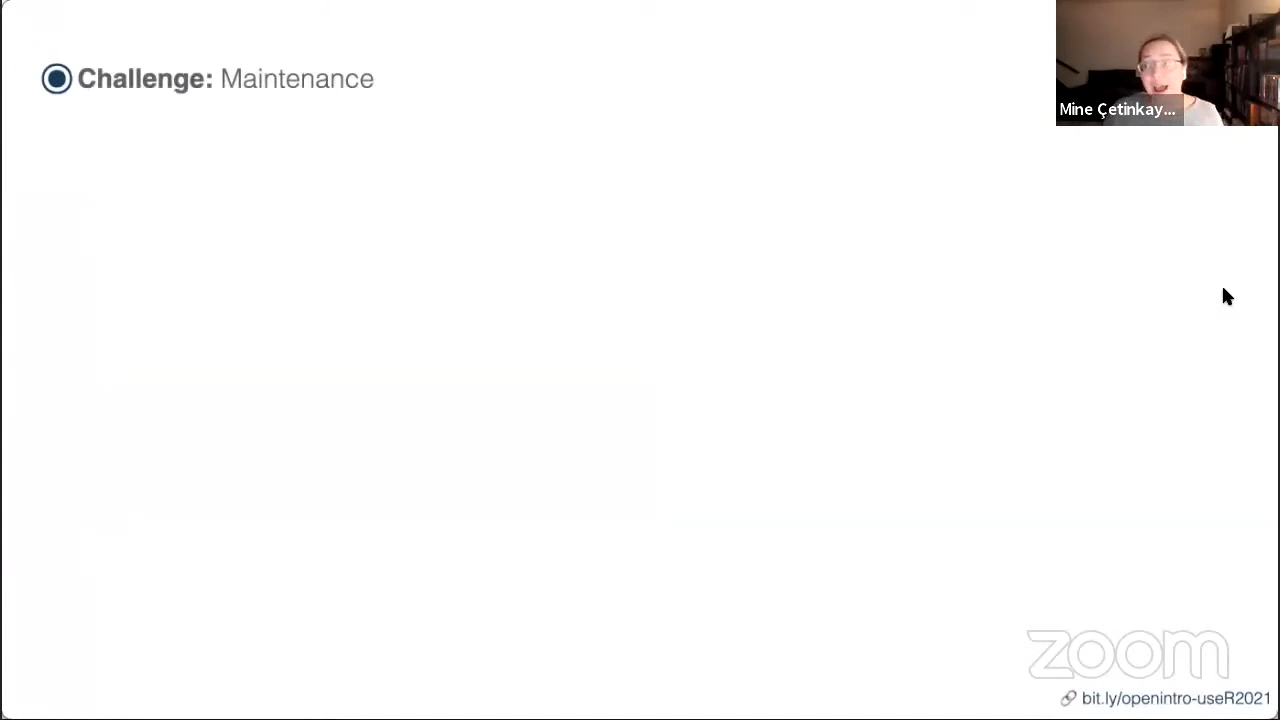 Challenge: Maintenance
Mine Çetinkay...
zoom
bit.ly/openintro-useR2021